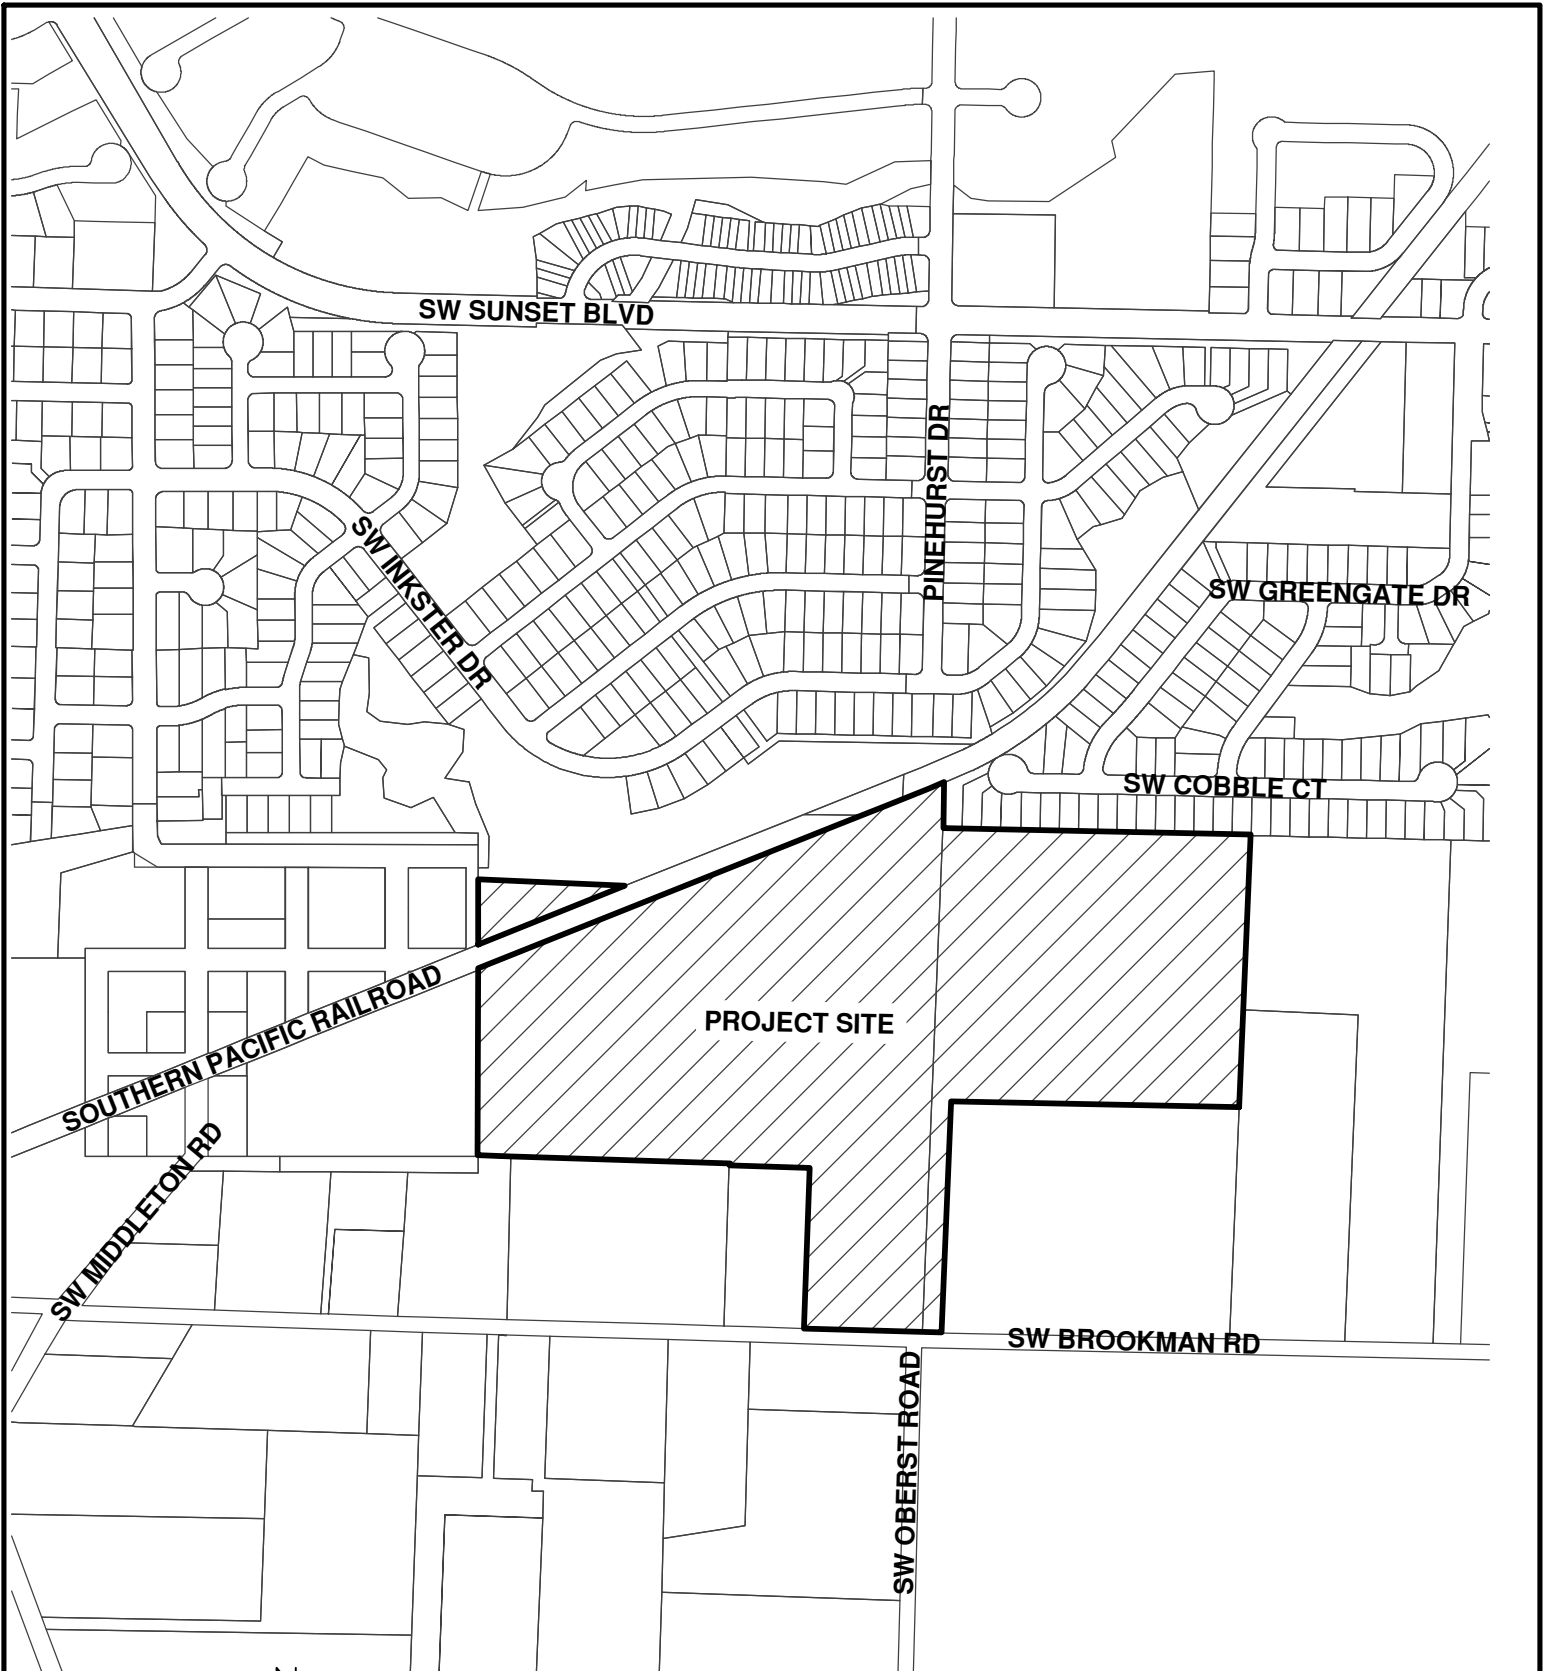 SW SUNSET BLVD
PINEHURST DR
SW INKSTER DR
SW GREENGATE DR
SW COBBLE CT
PROJECT SITE
SOUTHERN PACIFIC RAILROAD
SW MIDDLETON RD
SW BROOKMAN RD
SW OBERST ROAD